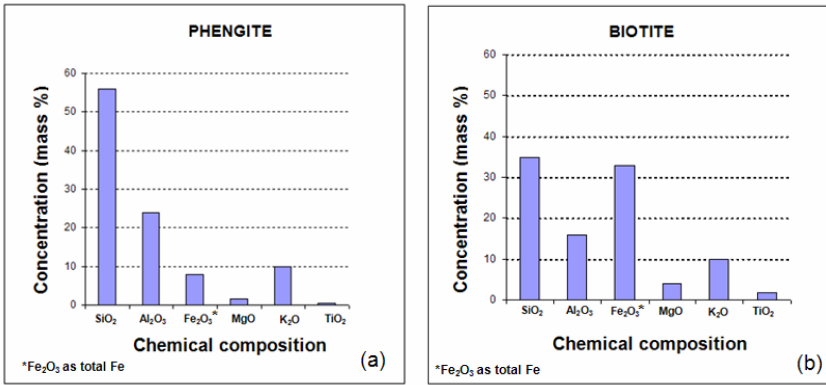 PHENGITE
Concentration (mass %)
60
50
40
30
20
10
0
SiO₂ Al₂O₃ Fe₂O₃* MgO K₂O TiO₂
Chemical composition
*Fe₂O₃ as total Fe
(a)
BIOTITE
Concentration (mass %)
60
50
40
30
20
10
0
SiO₂ Al₂O₃ Fe₂O₃* MgO K₂O TiO₂
Chemical composition
*Fe₂O₃ as total Fe
(b)